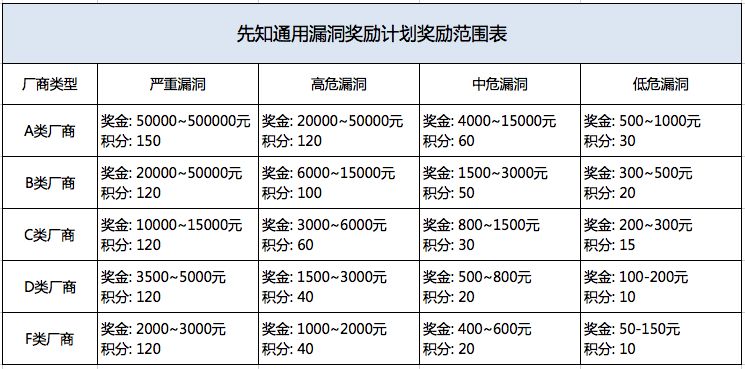 先知通用漏洞奖励计划奖励范围表
厂商类型 严重漏洞 高危漏洞 中危漏洞 低危漏洞
A类厂商 奖金: 50000~500000元 奖金: 20000~50000元 奖金: 4000~15000元 奖金: 500~1000元
积分: 150 积分: 120 积分: 60 积分: 30
B类厂商 奖金: 20000~50000元 奖金: 6000~15000元 奖金: 1500~3000元 奖金: 300~500元
积分: 120 积分: 100 积分: 50 积分: 20
C类厂商 奖金: 10000~15000元 奖金: 3000~6000元 奖金: 800~1500元 奖金: 200~300元
积分: 120 积分: 60 积分: 30 积分: 15
D类厂商 奖金: 3500~5000元 奖金: 1500~3000元 奖金: 500~800元 奖金: 100-200元
积分: 120 积分: 40 积分: 20 积分: 10
F类厂商 奖金: 2000~3000元 奖金: 1000~2000元 奖金: 400~600元 奖金: 50-150元
积分: 120 积分: 40 积分: 20 积分: 10